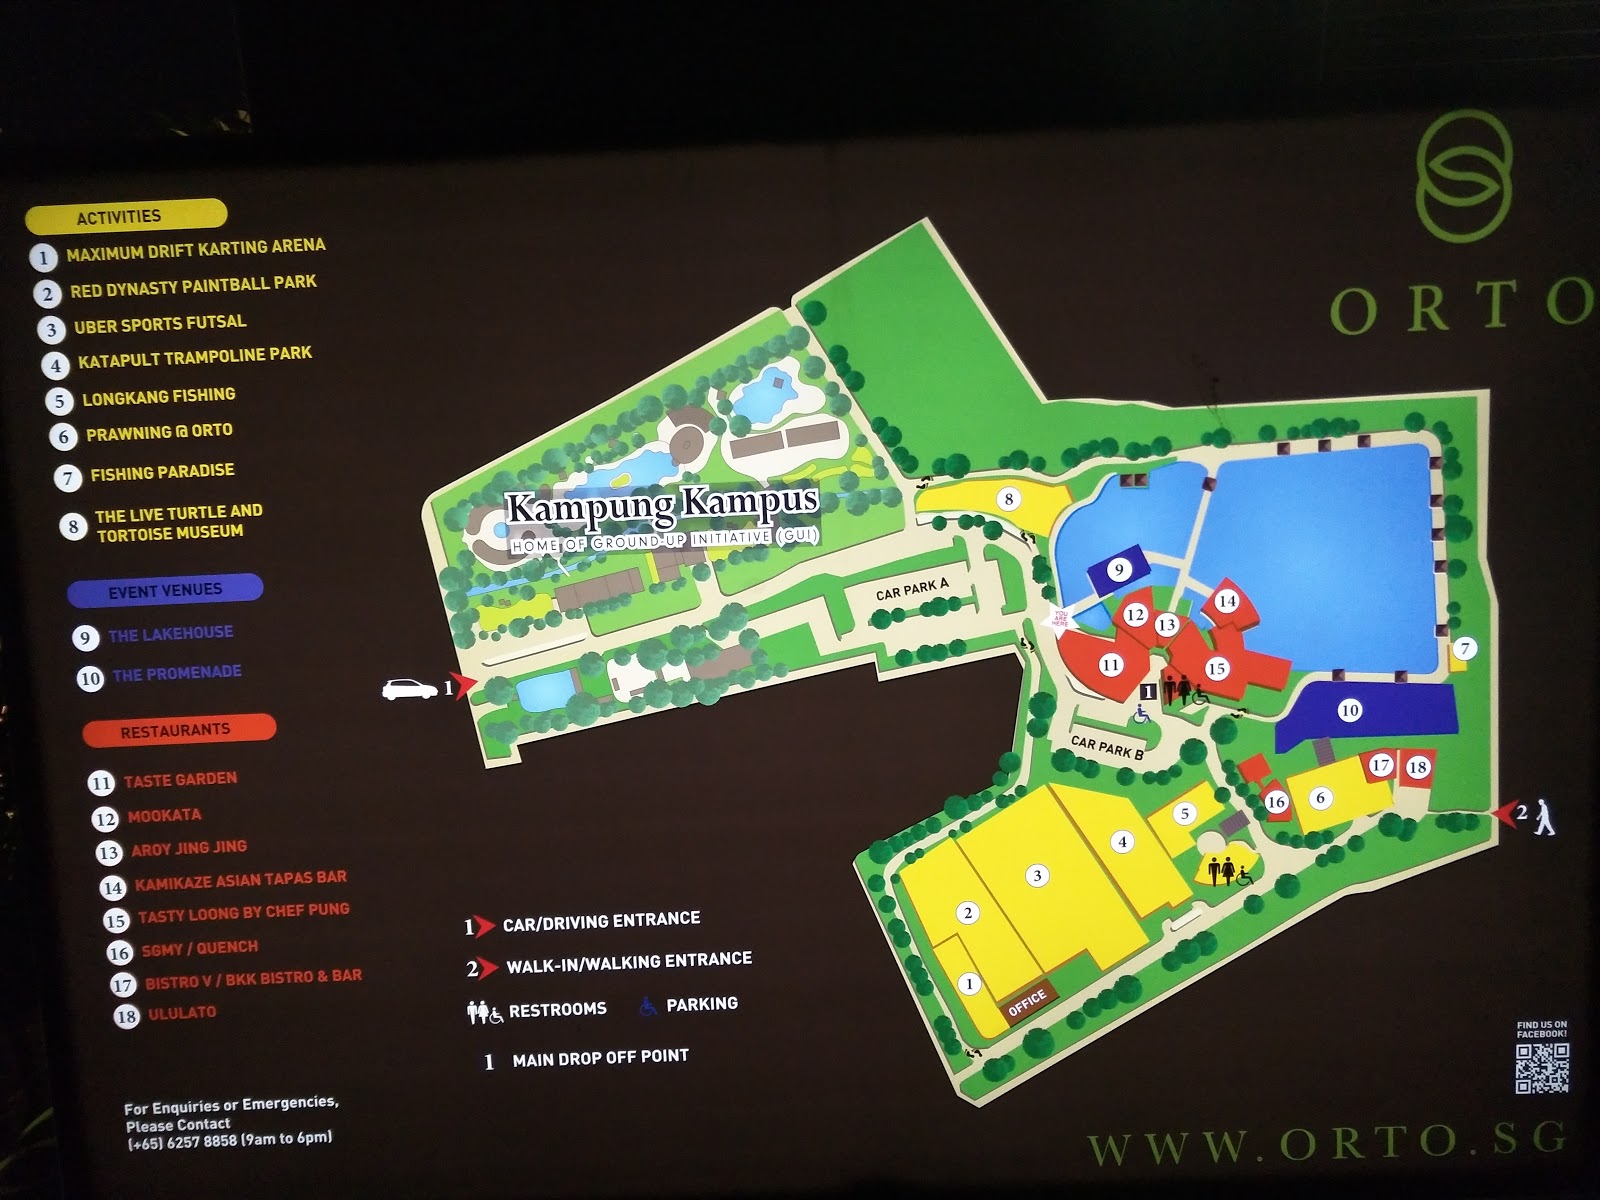 ACTIVITIES
1 MAXIMUM DRIFT KARTING ARENA
2 RED DYNASTY PAINTBALL PARK
3 UBER SPORTS FUTSAL
4 KATAPULT TRAMPOLINE PARK
5 LONGKANG FISHING
6 PRAWNING @ ORTO
7 FISHING PARADISE
8 THE LIVE TURTLE AND
TORTOISE MUSEUM
EVENT VENUES
9 THE LAKEHOUSE
10 THE PROMENADE
RESTAURANTS
11 TASTE GARDEN
12 MOOKATA
13 AROY JING JING
14 KAMIKAZE ASIAN TAPAS BAR
15 TASTY LOONG BY CHEF PUNG
16 SGMY / QUENCH
17 BISTRO V / BKK BISTRO & BAR
18 ULULATO
For Enquiries or Emergencies,
Please Contact
(+65) 6257 8858 (9am to 6pm)
1 CAR/DRIVING ENTRANCE
2 WALK-IN/WALKING ENTRANCE
RESTROOMS PARKING
1 MAIN DROP OFF POINT
Kampung Kampus
HOME OF GROUND-UP INITIATIVE (GUI)
CAR PARK A
YOU
ARE
HERE
8
9
12
13
14
11
15
7
1
1
CAR PARK B
10
17
18
16
6
2
5
4
3
2
1
OFFICE
ORTO
FIND US ON
FACEBOOK!
WWW.ORTO.SG